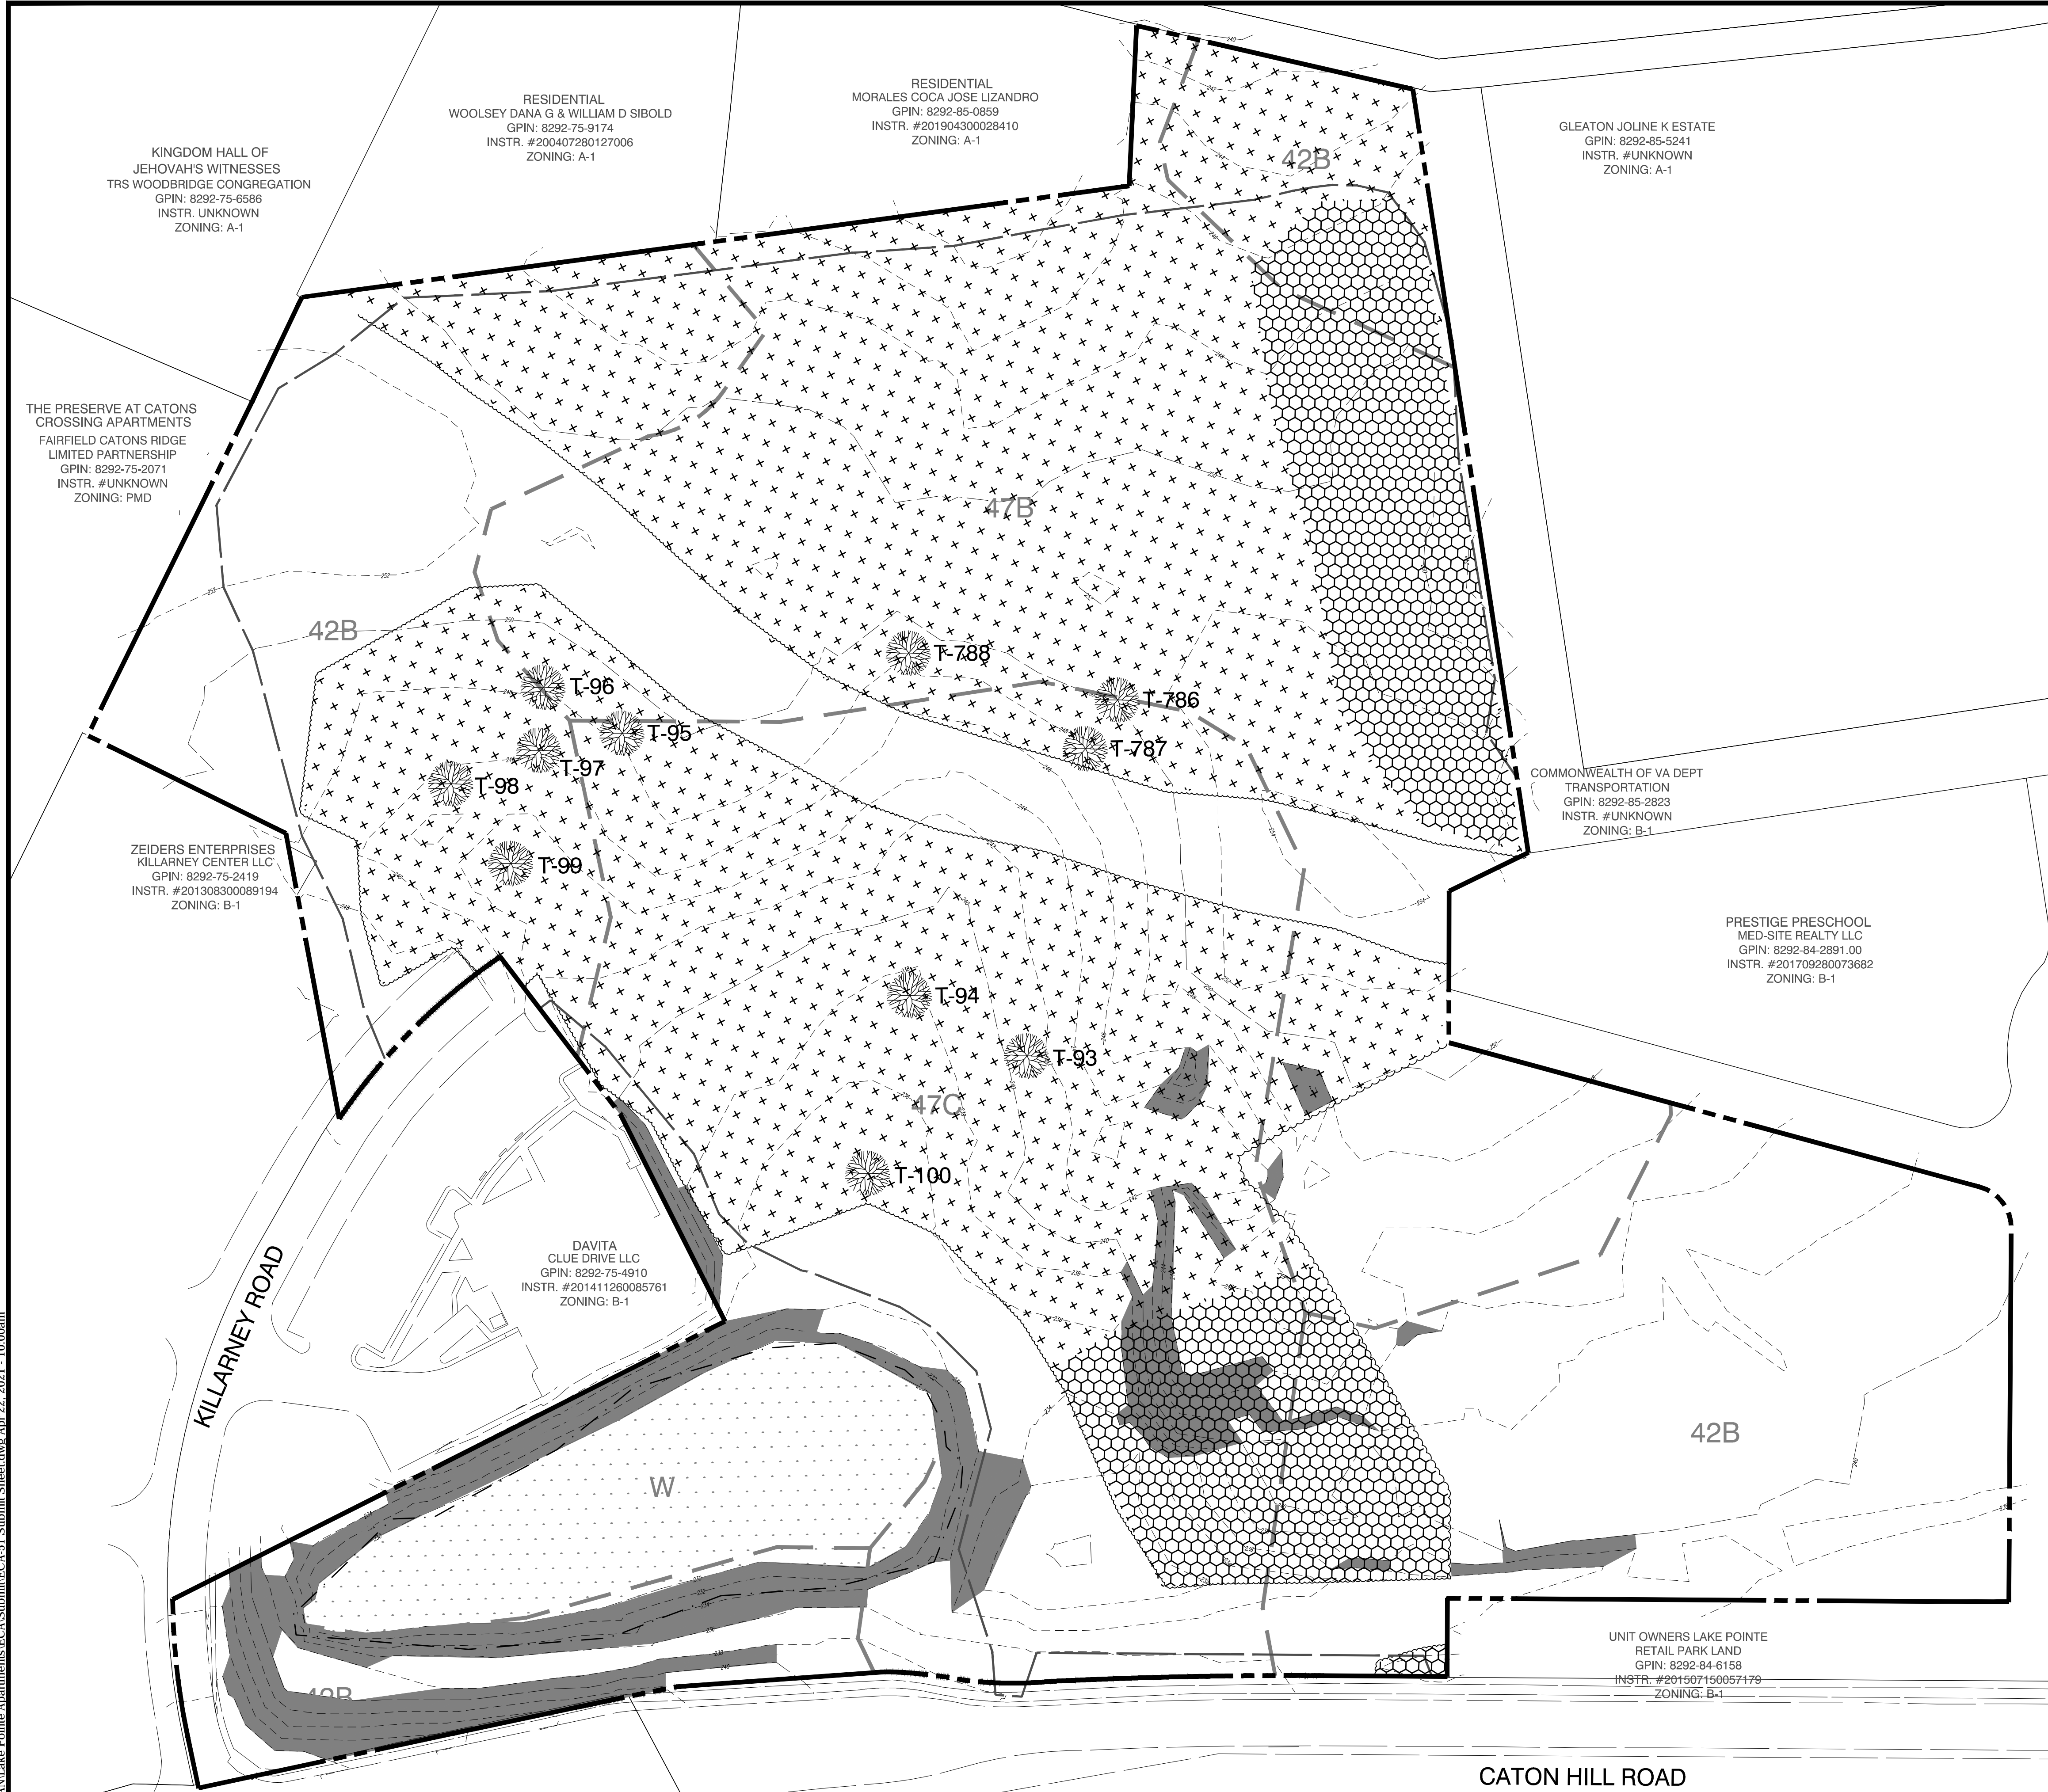 RESIDENTIAL
WOOLSEY DANA G & WILLIAM D SIBOLD
GPIN: 8292-75-9174
INSTR. #200407280127006
ZONING: A-1
RESIDENTIAL
MORALES COCA JOSE LIZANDRO
GPIN: 8292-85-0859
INSTR. #201904300028410
ZONING: A-1
GLEATON JOLINE K ESTATE
GPIN: 8292-85-5241
INSTR. #UNKNOWN
ZONING: A-1
KINGDOM HALL OF
JEHOVAH'S WITNESSES
TRS WOODBRIDGE CONGREGATION
GPIN: 8292-75-6586
INSTR. UNKNOWN
ZONING: A-1
42B
THE PRESERVE AT CATONS
CROSSING APARTMENTS
FAIRFIELD CATONS RIDGE
LIMITED PARTNERSHIP
GPIN: 8292-75-2071
INSTR. #UNKNOWN
ZONING: PMD
47B
42B
T-788
T-96
T-786
T-95
T-787
T-97
T-98
T-99
COMMONWEALTH OF VA DEPT
TRANSPORTATION
GPIN: 8292-85-2823
INSTR. #UNKNOWN
ZONING: B-1
ZEIDERS ENTERPRISES
KILLARNEY CENTER LLC
GPIN: 8292-75-2419
INSTR. #201308300089194
ZONING: B-1
PRESTIGE PRESCHOOL
MED-SITE REALTY LLC
GPIN: 8292-84-2891.00
INSTR. #201709280073682
ZONING: B-1
T-94
T-93
47C
T-100
DAVITA
CLUE DRIVE LLC
GPIN: 8292-75-4910
INSTR. #201411260085761
ZONING: B-1
KILLARNEY ROAD
42B
W
UNIT OWNERS LAKE POINTE
RETAIL PARK LAND
GPIN: 8292-84-6158
INSTR. #201507150057179
ZONING: B-1
42B
CATON HILL ROAD